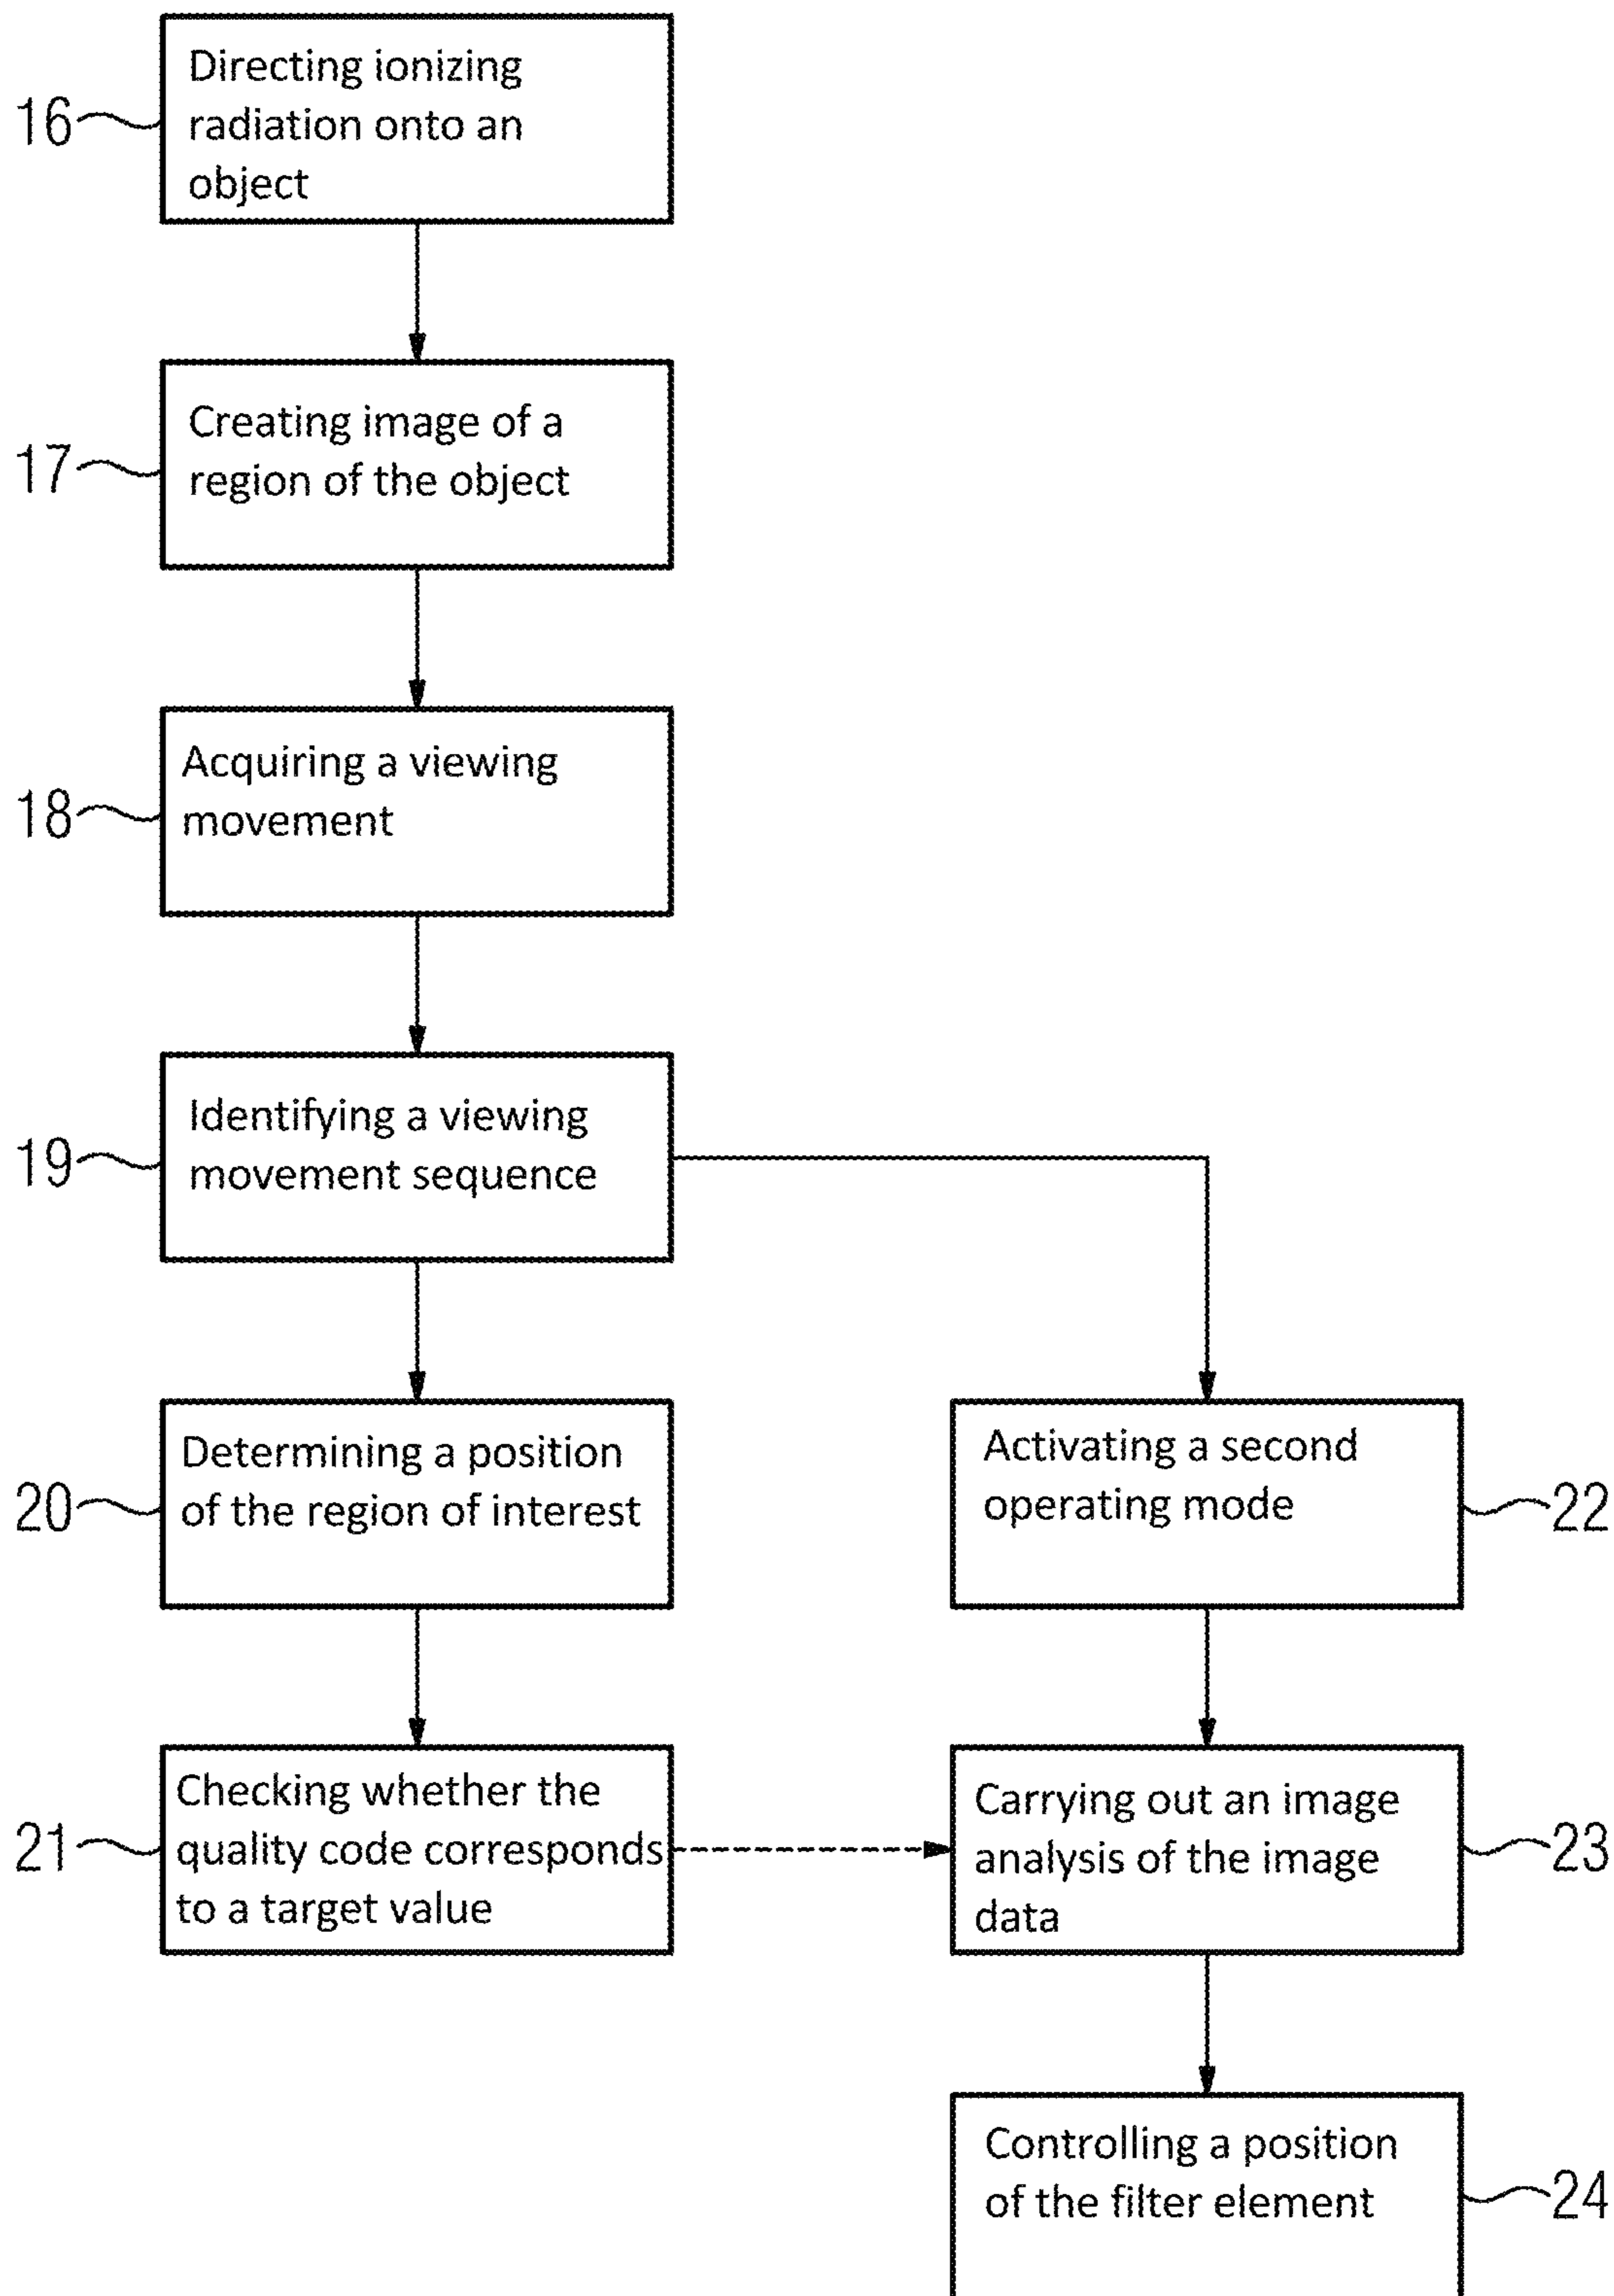 16
Directing ionizing
radiation onto an
object
17
Creating image of a
region of the object
18
Acquiring a viewing
movement
19
Identifying a viewing
movement sequence
20
Determining a position
of the region of interest
22
Activating a second
operating mode
21
Checking whether the
quality code corresponds
to a target value
23
Carrying out an image
analysis of the image
data
24
Controlling a position
of the filter element